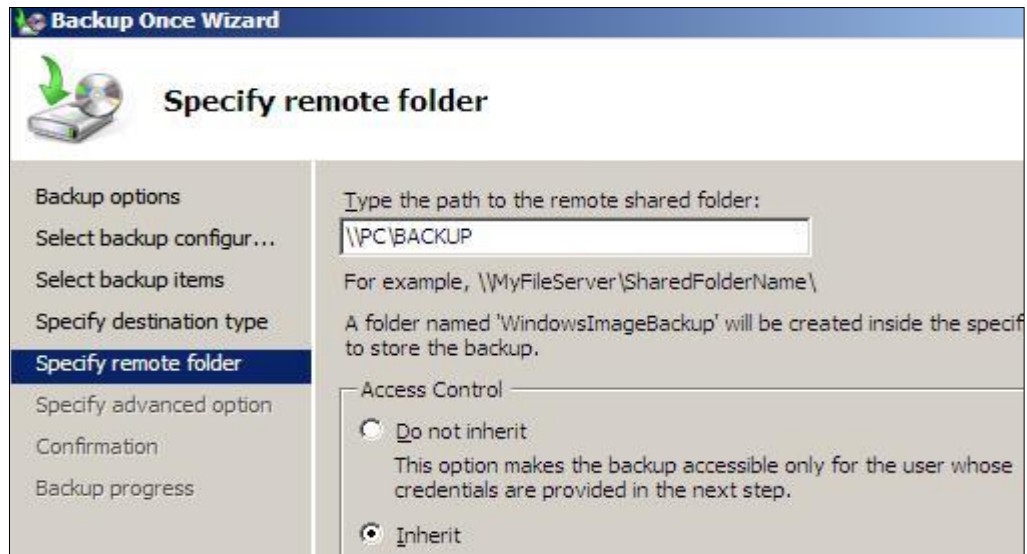 Backup Once Wizard
Specify remote folder
Backup options
Select backup configur...
Select backup items
Specify destination type
Specify remote folder
Specify advanced option
Confirmation
Backup progress
Type the path to the remote shared folder:
\\PC\BACKUP
For example, \\MyFileServer\SharedFolderName\
A folder named 'WindowsImageBackup' will be created inside the specif
to store the backup.
Access Control
Do not inherit
This option makes the backup accessible only for the user whose
credentials are provided in the next step.
Inherit